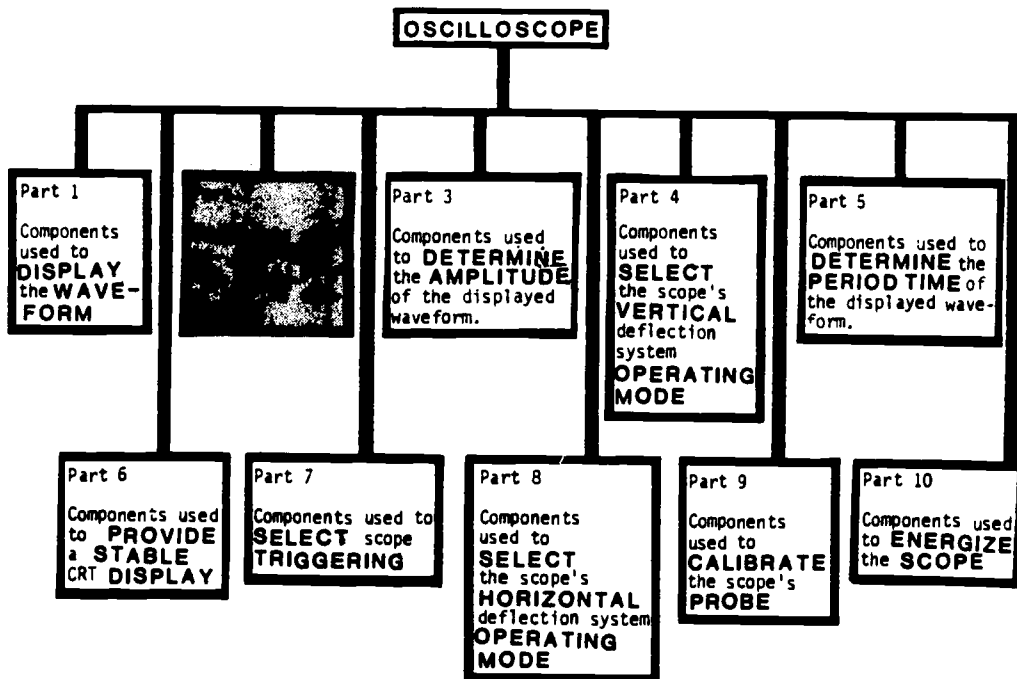 OSCILLOSCOPE
Part 1
Components
used to
DISPLAY
the WAVE-
FORM
Part 3
Components used
to DETERMINE
the AMPLITUDE
of the displayed
waveform.
Part 4
Components
used to
SELECT
the scope's
VERTICAL
deflection
system
OPERATING
MODE
Part 5
Components used to
DETERMINE the
PERIOD TIME of
the displayed wave-
form.
Part 6
Components used
to PROVIDE
a STABLE
CRT DISPLAY
Part 7
Components used to
SELECT scope
TRIGGERING
Part 8
Components
used to
SELECT
the scope's
HORIZONTAL
deflection system
OPERATING
MODE
Part 9
Components
used to
CALIBRATE
the scope's
PROBE
Part 10
Components used
to ENERGIZE
the SCOPE